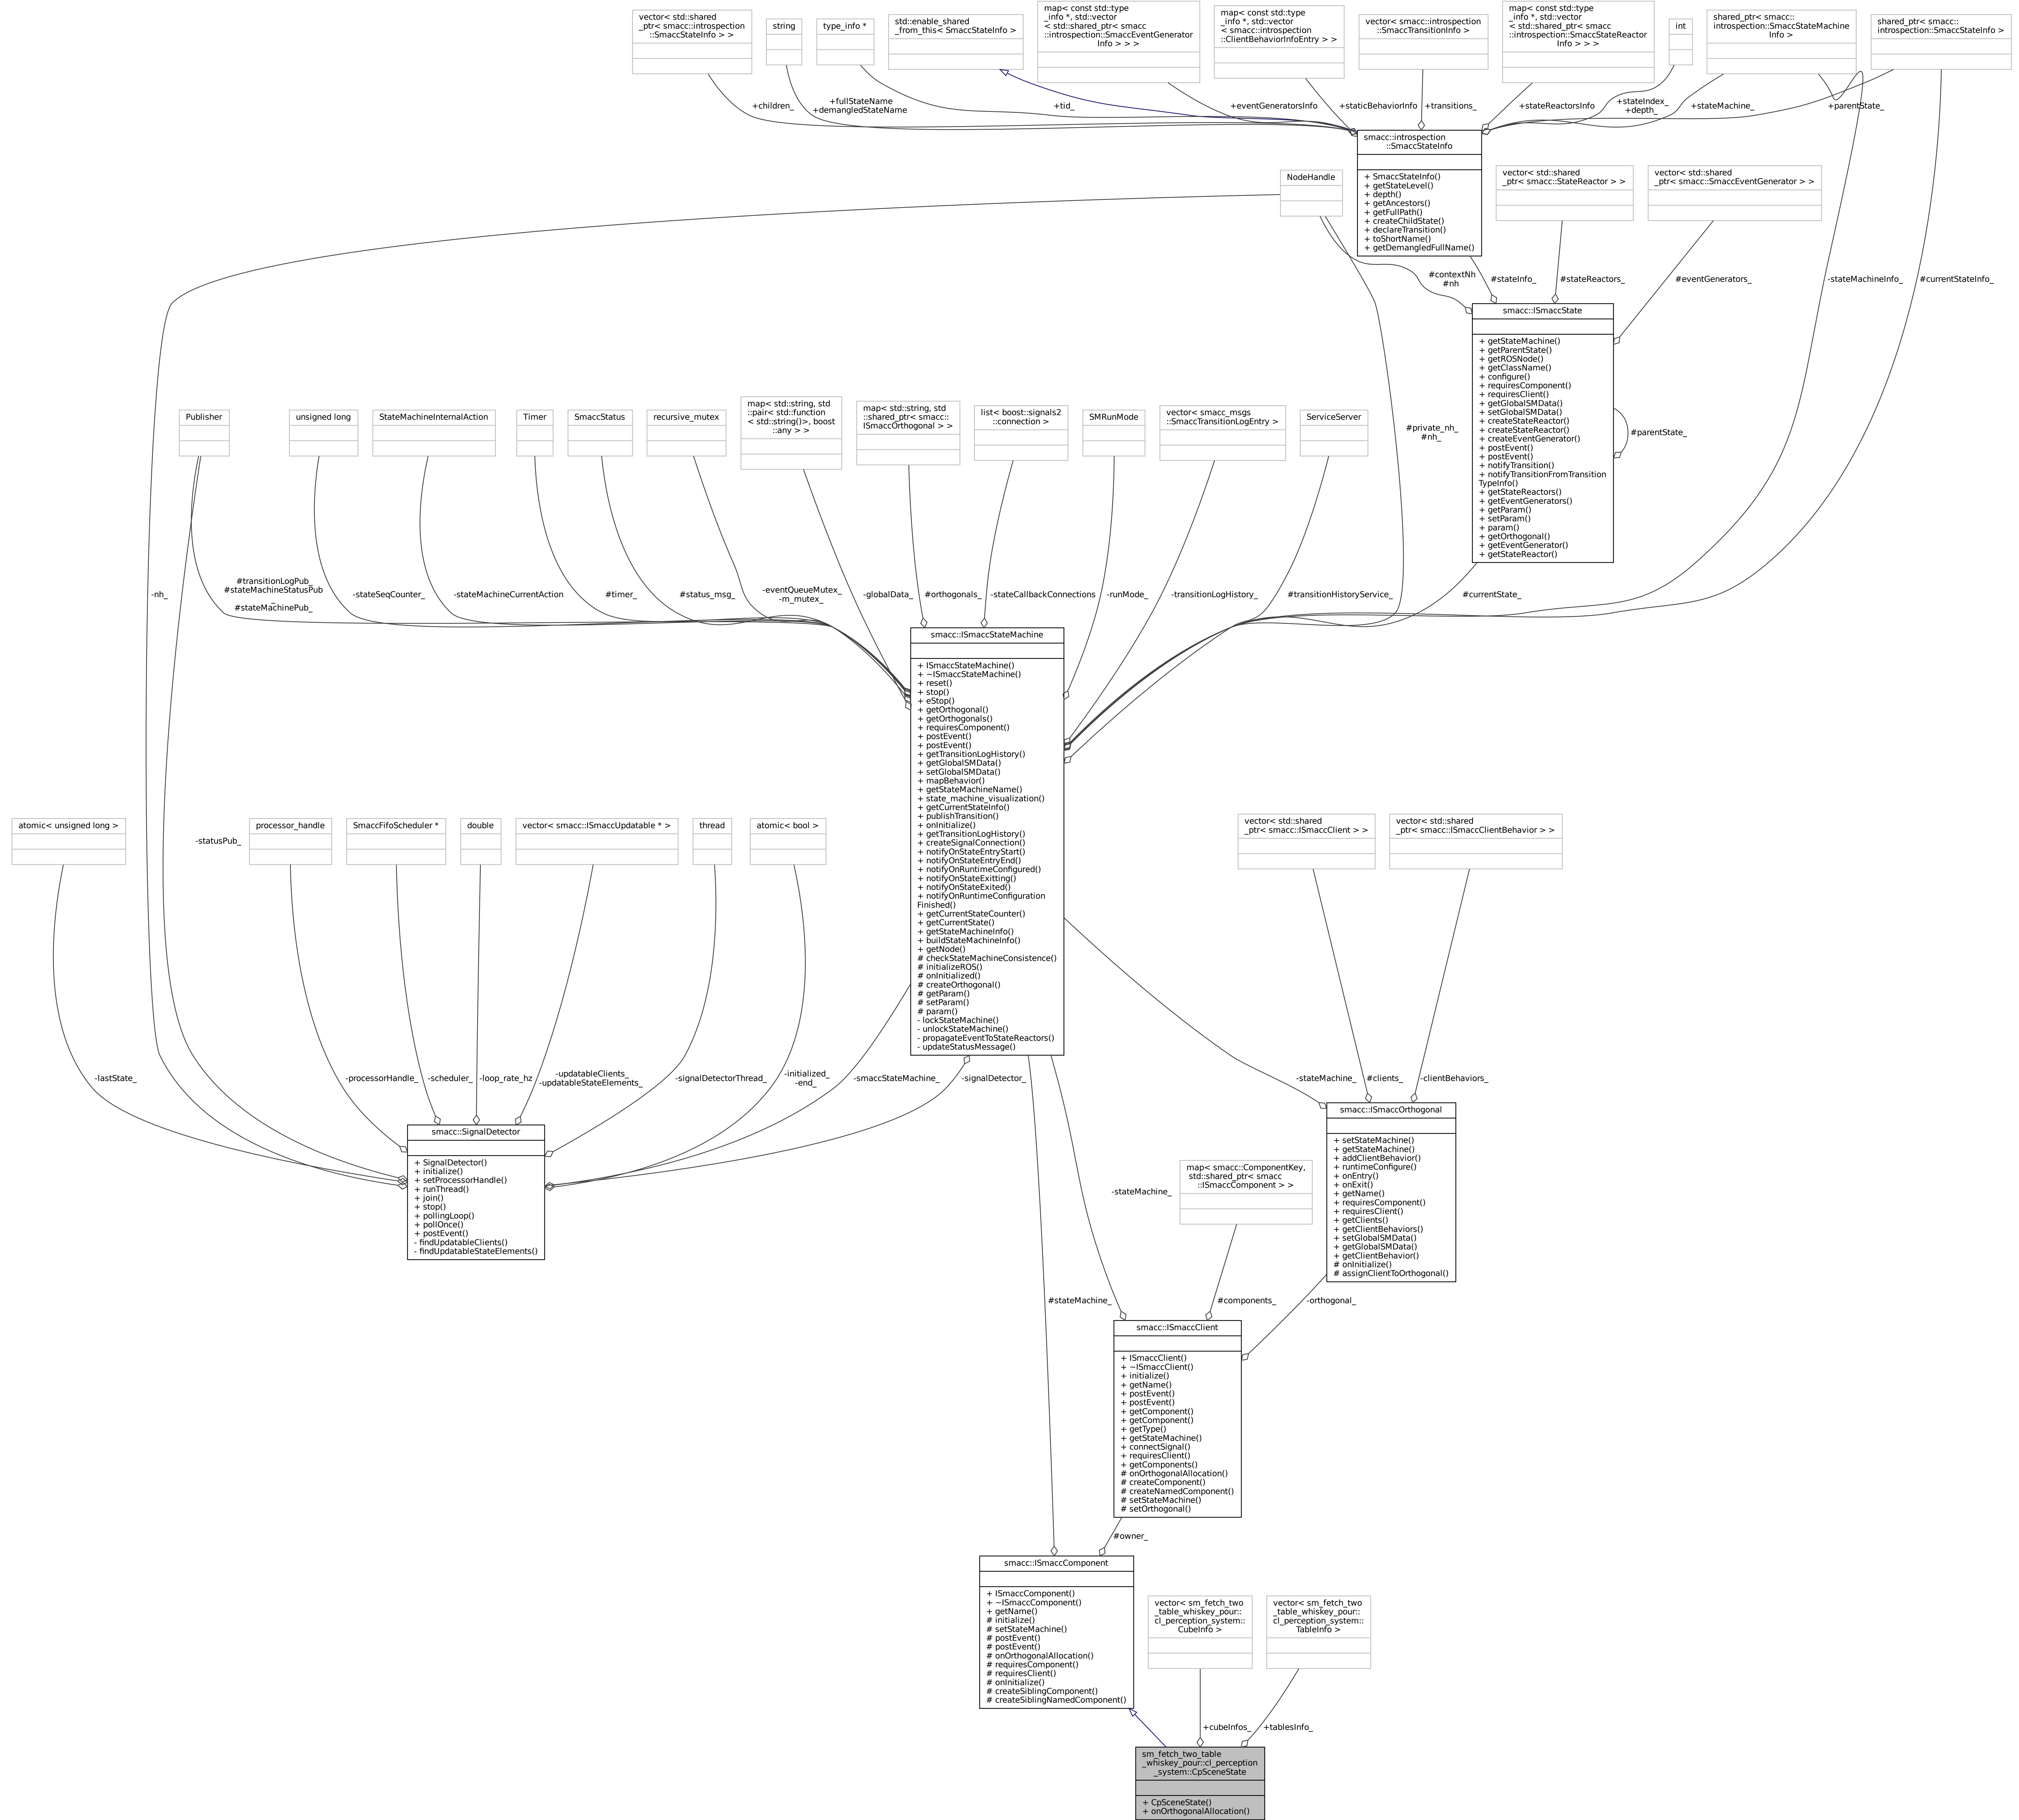 vector< std::shared
_ptr< smacc::introspection
::SmaccStateInfo > >
string
type_info *
std::enable_shared
_from_this< SmaccStateInfo >
map< const std::type
_info *, std::vector
< std::shared_ptr< smacc
::introspection::SmaccEventGenerator
Info > > >
map< const std::type
_info *, std::vector
< smacc::introspection
::ClientBehaviorInfoEntry > >
vector< smacc::introspection
::SmaccTransitionInfo >
map< const std::type
_info *, std::vector
< std::shared_ptr< smacc
::introspection::SmaccStateReactor
Info > > >
int
shared_ptr< smacc::
introspection::SmaccStateMachine
Info >
shared_ptr< smacc::
introspection::SmaccStateInfo >
+children_
+fullStateName
+demangledStateName
+tid_
+eventGeneratorsInfo
+staticBehaviorInfo
+transitions_
+stateReactorsInfo
+stateIndex_
+depth_
+stateMachine_
+parentState_
smacc::introspection
::SmaccStateInfo
+ SmaccStateInfo()
+ getStateLevel()
+ depth()
+ getAncestors()
+ getFullPath()
+ createChildState()
+ declareTransition()
+ toShortName()
+ getDemangledFullName()
NodeHandle
vector< std::shared
_ptr< smacc::StateReactor > >
vector< std::shared
_ptr< smacc::SmaccEventGenerator > >
#contextNh
#nh
#stateInfo_
#stateReactors_
#eventGenerators_
-stateMachineInfo_
#currentStateInfo_
smacc::ISmaccState
+ getStateMachine()
+ getParentState()
+ getROSNode()
+ getClassName()
+ configure()
+ requiresComponent()
+ requiresClient()
+ getGlobalSMData()
+ setGlobalSMData()
+ createStateReactor()
+ createStateReactor()
+ createEventGenerator()
+ postEvent()
+ postEvent()
+ notifyTransition()
+ notifyTransitionFromTransition
TypeInfo()
+ getStateReactors()
+ getEventGenerators()
+ getParam()
+ setParam()
+ param()
+ getOrthogonal()
+ getEventGenerator()
+ getStateReactor()
#parentState_
Publisher
unsigned long
StateMachineInternalAction
Timer
SmaccStatus
recursive_mutex
map< std::string, std
::pair< std::function
< std::string()>, boost
::any > >
map< std::string, std
::shared_ptr< smacc::
ISmaccOrthogonal > >
list< boost::signals2
::connection >
SMRunMode
vector< smacc_msgs
::SmaccTransitionLogEntry >
ServiceServer
#private_nh_
#nh_
-nh_
#transitionLogPub_
#stateMachineStatusPub
_
#stateMachinePub_
-stateSeqCounter_
-stateMachineCurrentAction
#timer_
#status_msg_
-eventQueueMutex_
-m_mutex_
-globalData_
#orthogonals_
-stateCallbackConnections
-runMode_
-transitionLogHistory_
#transitionHistoryService_
#currentState_
smacc::ISmaccStateMachine
+ ISmaccStateMachine()
+ ~ISmaccStateMachine()
+ reset()
+ stop()
+ eStop()
+ getOrthogonal()
+ getOrthogonals()
+ requiresComponent()
+ postEvent()
+ postEvent()
+ getTransitionLogHistory()
+ getGlobalSMData()
+ setGlobalSMData()
+ mapBehavior()
+ getStateMachineName()
+ state_machine_visualization()
+ getCurrentStateInfo()
+ publishTransition()
+ onInitialize()
+ getTransitionLogHistory()
+ createSignalConnection()
+ notifyOnStateEntryStart()
+ notifyOnStateEntryEnd()
+ notifyOnRuntimeConfigured()
+ notifyOnStateExitting()
+ notifyOnStateExited()
+ notifyOnRuntimeConfiguration
Finished()
+ getCurrentStateCounter()
+ getCurrentState()
+ getStateMachineInfo()
+ buildStateMachineInfo()
+ getNode()
# checkStateMachineConsistence()
# initializeROS()
# onInitialized()
# createOrthogonal()
# getParam()
# setParam()
# param()
- lockStateMachine()
- unlockStateMachine()
- propagateEventToStateReactors()
- updateStatusMessage()
atomic< unsigned long >
-statusPub_
processor_handle
SmaccFifoScheduler *
double
vector< smacc::ISmaccUpdatable * >
thread
atomic< bool >
vector< std::shared
_ptr< smacc::ISmaccClient > >
vector< std::shared
_ptr< smacc::ISmaccClientBehavior > >
-lastState_
-processorHandle_
-scheduler_
-loop_rate_hz
-updatableClients_
-updatableStateElements_
-signalDetectorThread_
-initialized_
-end_
-smaccStateMachine_
-signalDetector_
-stateMachine_
#clients_
-clientBehaviors_
smacc::SignalDetector
+ SignalDetector()
+ initialize()
+ setProcessorHandle()
+ runThread()
+ join()
+ stop()
+ pollingLoop()
+ pollOnce()
+ postEvent()
- findUpdatableClients()
- findUpdatableStateElements()
smacc::ISmaccOrthogonal
+ setStateMachine()
+ getStateMachine()
+ addClientBehavior()
+ runtimeConfigure()
+ onEntry()
+ onExit()
+ getName()
+ requiresComponent()
+ requiresClient()
+ getClients()
+ getClientBehaviors()
+ setGlobalSMData()
+ getGlobalSMData()
+ getClientBehavior()
# onInitialize()
# assignClientToOrthogonal()
map< smacc::ComponentKey,
std::shared_ptr< smacc
::ISmaccComponent > >
-stateMachine_
#stateMachine_
#components_
-orthogonal_
smacc::ISmaccClient
+ ISmaccClient()
+ ~ISmaccClient()
+ initialize()
+ getName()
+ postEvent()
+ postEvent()
+ getComponent()
+ getComponent()
+ getType()
+ getStateMachine()
+ connectSignal()
+ requiresClient()
+ getComponents()
# onOrthogonalAllocation()
# createComponent()
# createNamedComponent()
# setStateMachine()
# setOrthogonal()
#owner_
smacc::ISmaccComponent
+ ISmaccComponent()
+ ~ISmaccComponent()
+ getName()
# initialize()
# setStateMachine()
# postEvent()
# postEvent()
# onOrthogonalAllocation()
# requiresComponent()
# requiresClient()
# onInitialize()
# createSiblingComponent()
# createSiblingNamedComponent()
vector< sm_fetch_two
_table_whiskey_pour::
cl_perception_system::
CubeInfo >
vector< sm_fetch_two
_table_whiskey_pour::
cl_perception_system::
TableInfo >
+cubeInfos_
+tablesInfo_
sm_fetch_two_table
_whiskey_pour::cl_perception
_system::CpSceneState
+ CpSceneState()
+ onOrthogonalAllocation()